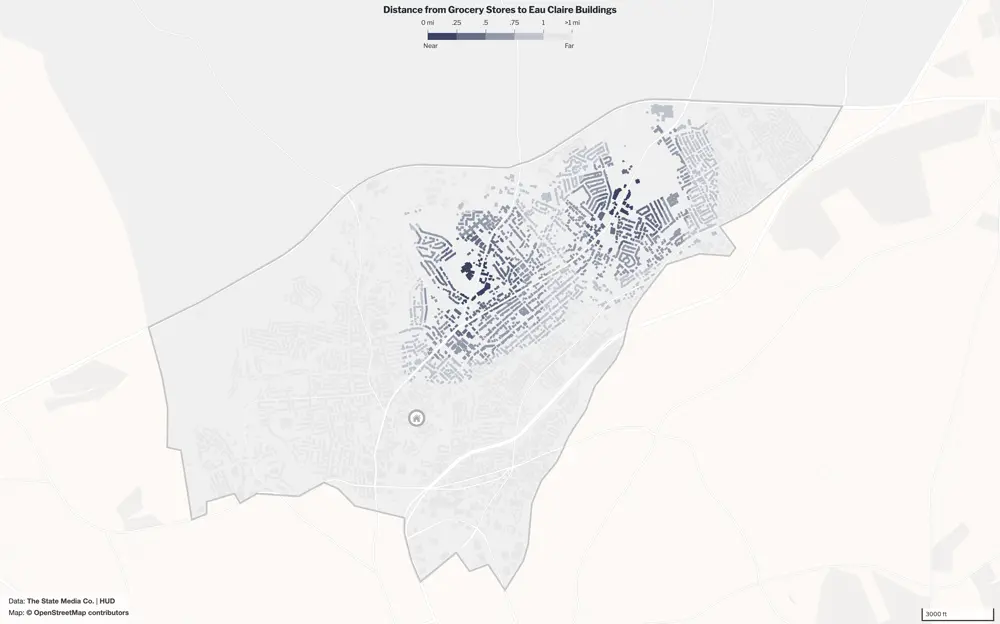 Distance from Grocery Stores to Eau Claire Buildings
0 mi .25 .5 .75 1 >1 mi
Near Far
Data: The State Media Co. | HUD
Map: © OpenStreetMap contributors
3000 ft